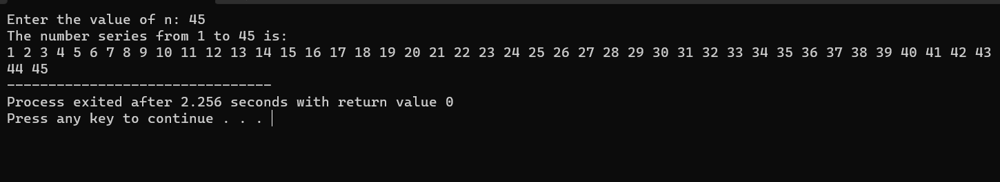 Enter the value of n: 45
The number series from 1 to 45 is:
1 2 3 4 5 6 7 8 9 10 11 12 13 14 15 16 17 18 19 20 21 22 23 24 25 26 27 28 29 30 31 32 33 34 35 36 37 38 39 40 41 42 43
44 45
--------------------------------
Process exited after 2.256 seconds with return value 0
Press any key to continue . . .